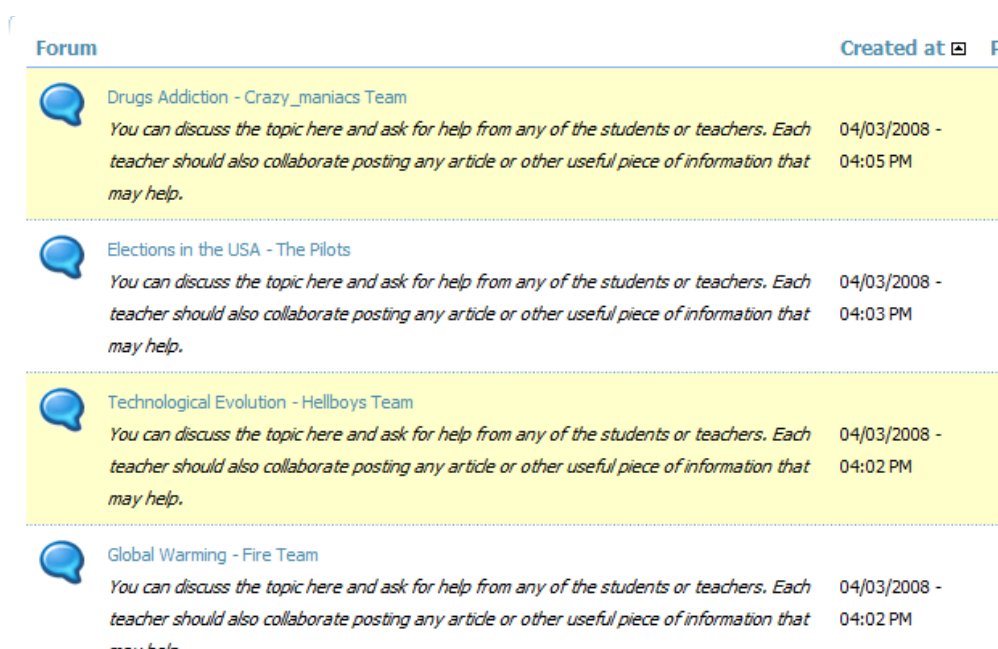 Forum Created at P
Drugs Addiction - Crazy_maniacs Team
You can discuss the topic here and ask for help from any of the students or teachers. Each 04/03/2008 -
teacher should also collaborate posting any article or other useful piece of information that 04:05 PM
may help.
Elections in the USA - The Pilots
You can discuss the topic here and ask for help from any of the students or teachers. Each 04/03/2008 -
teacher should also collaborate posting any article or other useful piece of information that 04:03 PM
may help.
Technological Evolution - Hellboys Team
You can discuss the topic here and ask for help from any of the students or teachers. Each 04/03/2008 -
teacher should also collaborate posting any article or other useful piece of information that 04:02 PM
may help.
Global Warming - Fire Team
You can discuss the topic here and ask for help from any of the students or teachers. Each 04/03/2008 -
teacher should also collaborate posting any article or other useful piece of information that 04:02 PM